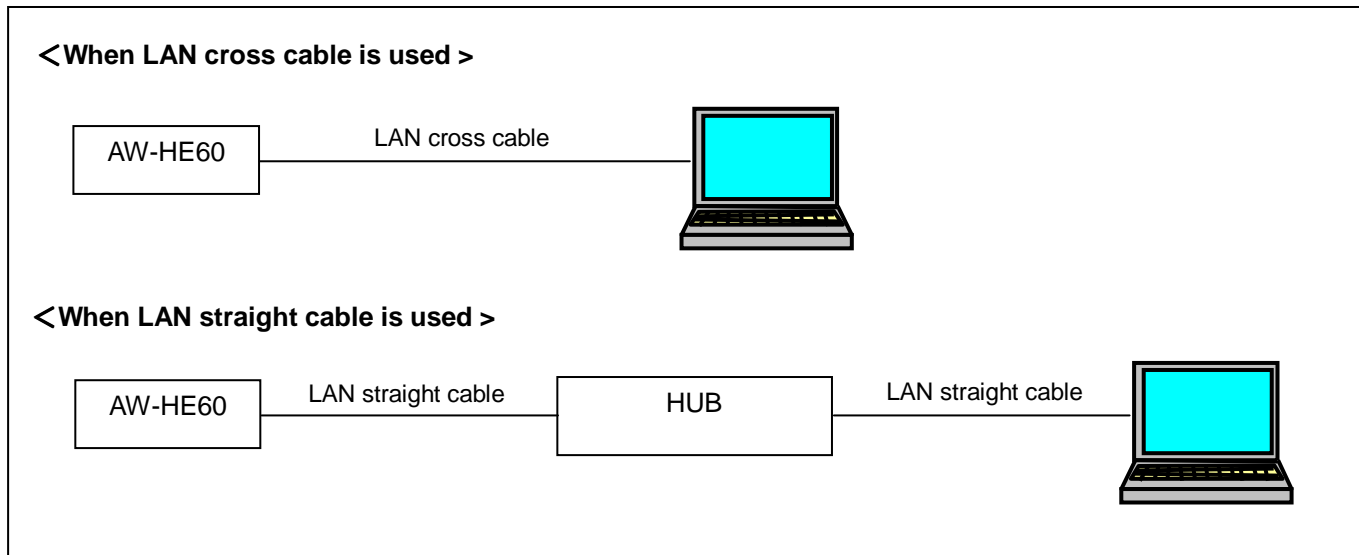 ＜When LAN cross cable is used >
AW-HE60
LAN cross cable
＜When LAN straight cable is used >
AW-HE60
LAN straight cable
HUB
LAN straight cable